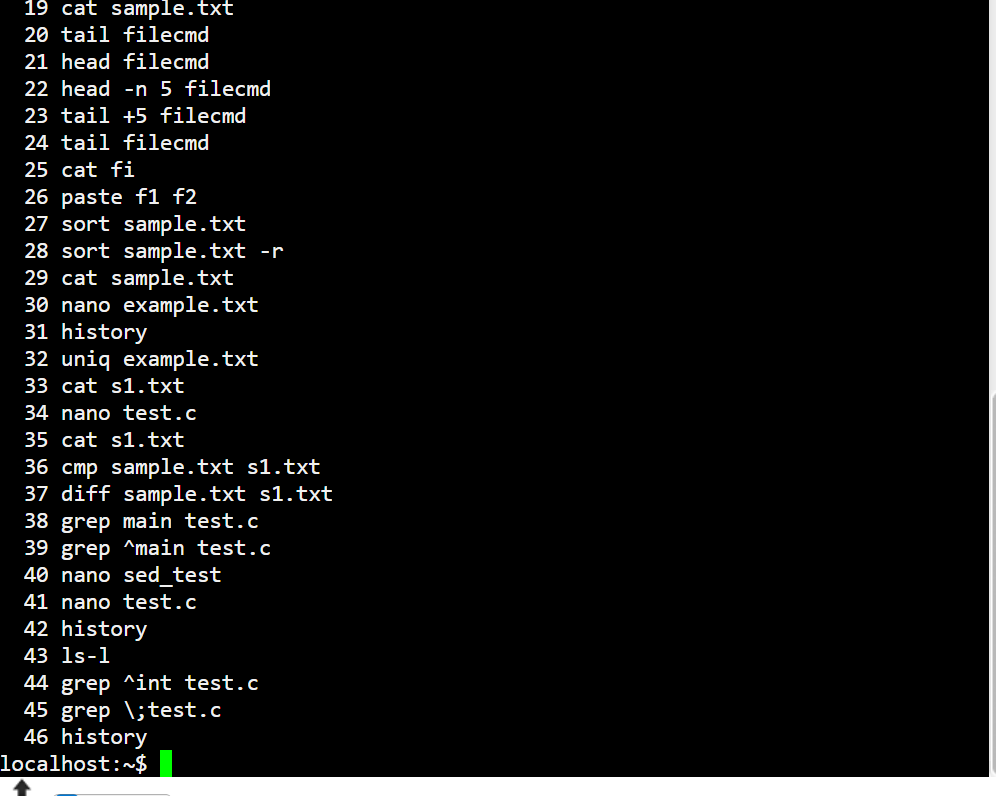 19 cat sample.txt
20 tail filecmd
21 head filecmd
22 head -n 5 filecmd
23 tail +5 filecmd
24 tail filecmd
25 cat fi
26 paste f1 f2
27 sort sample.txt
28 sort sample.txt -r
29 cat sample.txt
30 nano example.txt
31 history
32 uniq example.txt
33 cat s1.txt
34 nano test.c
35 cat s1.txt
36 cmp sample.txt s1.txt
37 diff sample.txt s1.txt
38 grep main test.c
39 grep ^main test.c
40 nano sed_test
41 nano test.c
42 history
43 ls-l
44 grep ^int test.c
45 grep \;test.c
46 history
localhost:~$